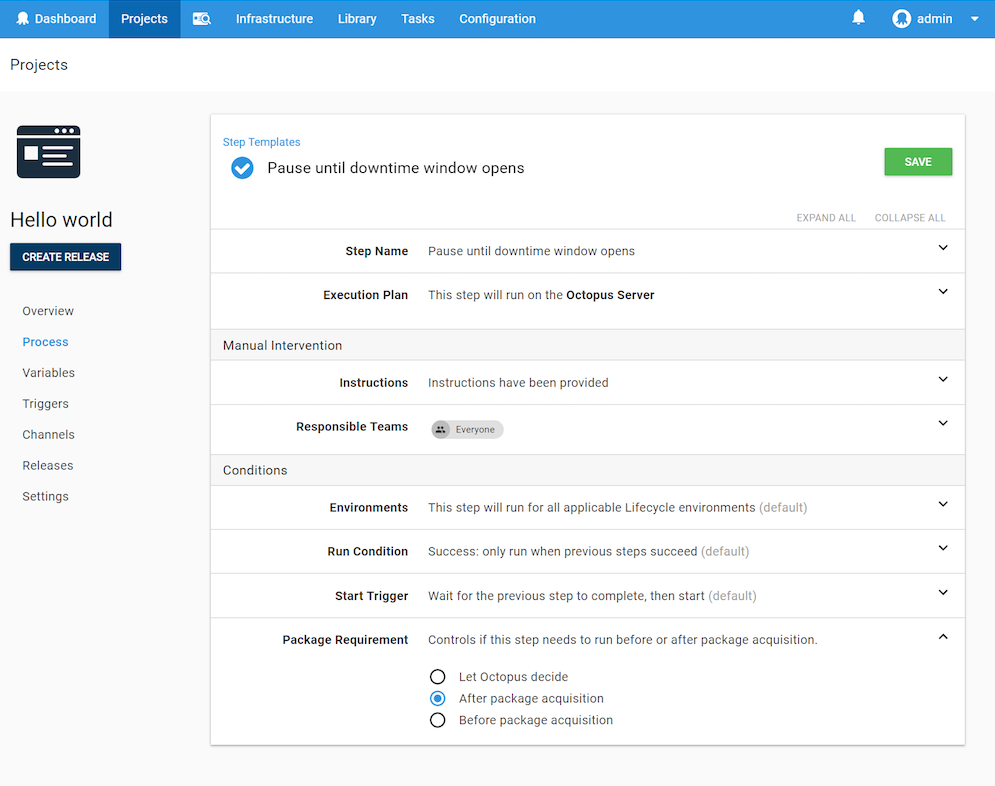 Dashboard Projects Infrastructure Library Tasks Configuration admin
Projects
Hello world
CREATE RELEASE
Overview
Process
Variables
Triggers
Channels
Releases
Settings
Step Templates
Pause until downtime window opens
SAVE
EXPAND ALL COLLAPSE ALL
Step Name Pause until downtime window opens
Execution Plan This step will run on the Octopus Server
Manual Intervention
Instructions Instructions have been provided
Responsible Teams Everyone
Conditions
Environments This step will run for all applicable Lifecycle environments (default)
Run Condition Success: only run when previous steps succeed (default)
Start Trigger Wait for the previous step to complete, then start (default)
Package Requirement Controls if this step needs to run before or after package acquisition.
Let Octopus decide
After package acquisition
Before package acquisition